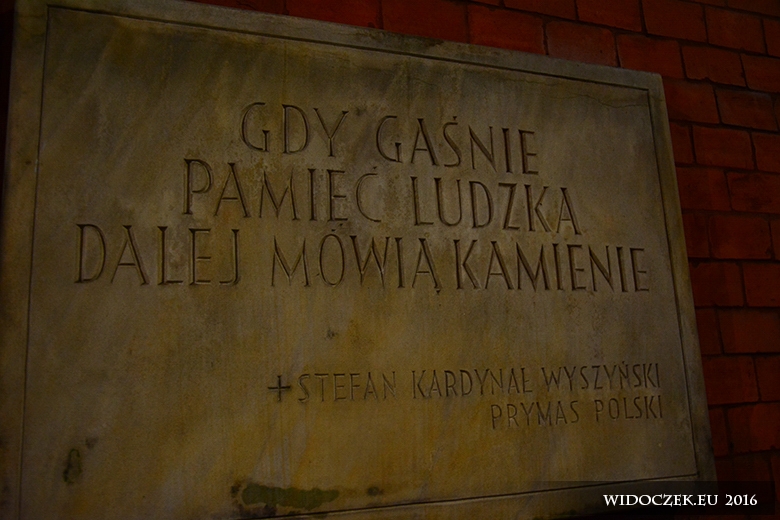 GDY GAŚNIE
PAMIĘĆ LUDZKA
DALEJ MÓWIĄ KAMIENIE
+ STEFAN KARDYNAŁ WYSZYŃSKI
PRYMAS POLSKI
WIDOCZEK.EU 2016